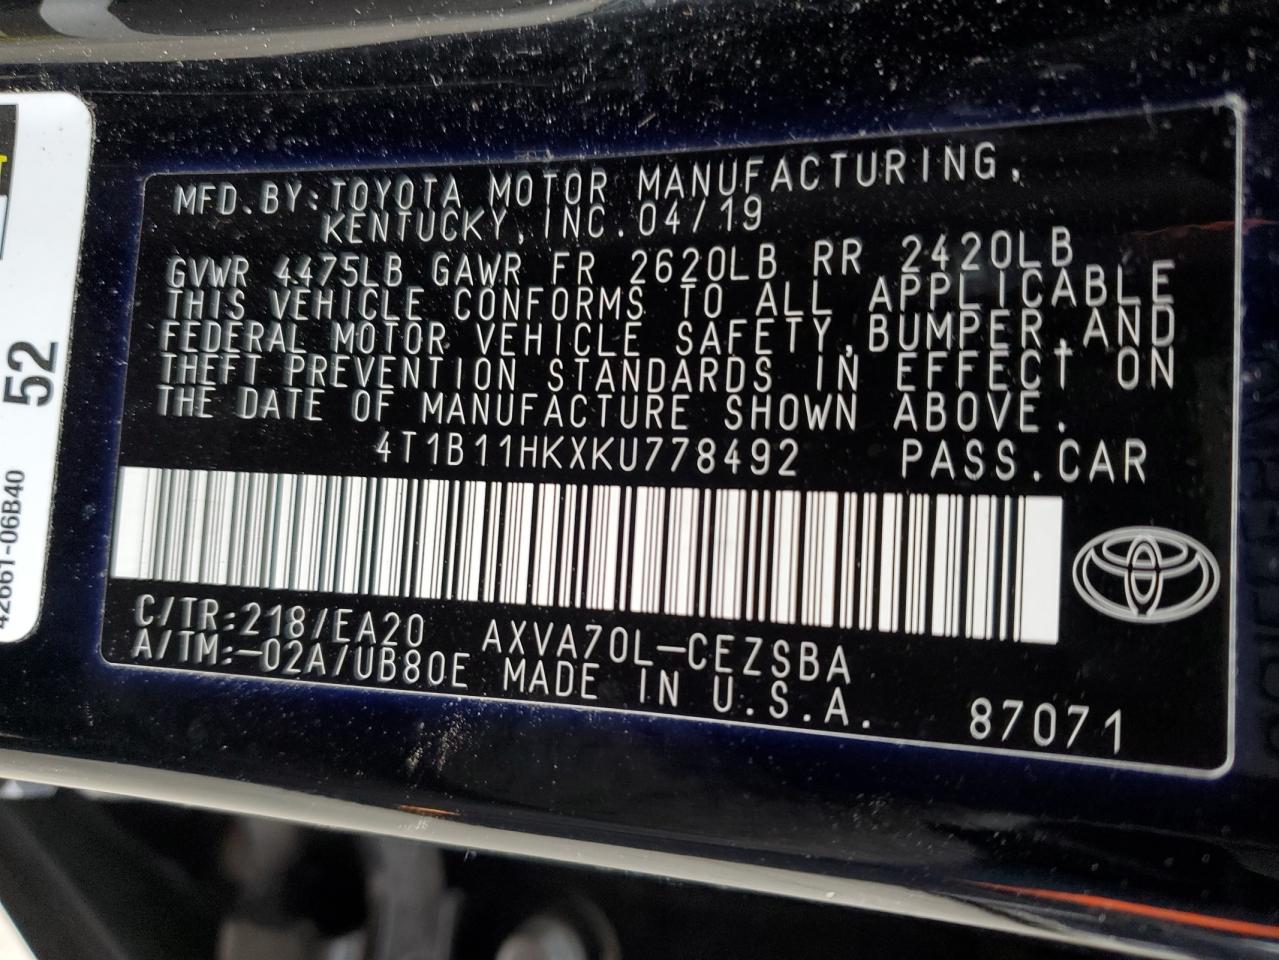 MFD.BY:TOYOTA MOTOR MANUFACTURING,
KENTUCKY, INC. 04/19
GVWR 4475LB GAWR FR 2620LB RR 2420LB
THIS VEHICLE CONFORMS TO ALL APPLICABLE
FEDERAL MOTOR VEHICLE SAFETY, BUMPER, AND
THEFT PREVENTION STANDARDS IN EFFECT ON
THE DATE OF MANUFACTURE SHOWN ABOVE.
4T1B11HKXKU778492 PASS.CAR
C/TR:218/EA20 AXVA70L-CEZSBA
A/TM:-02A/UB80E MADE IN U.S.A.
87071
52
42661-06B40